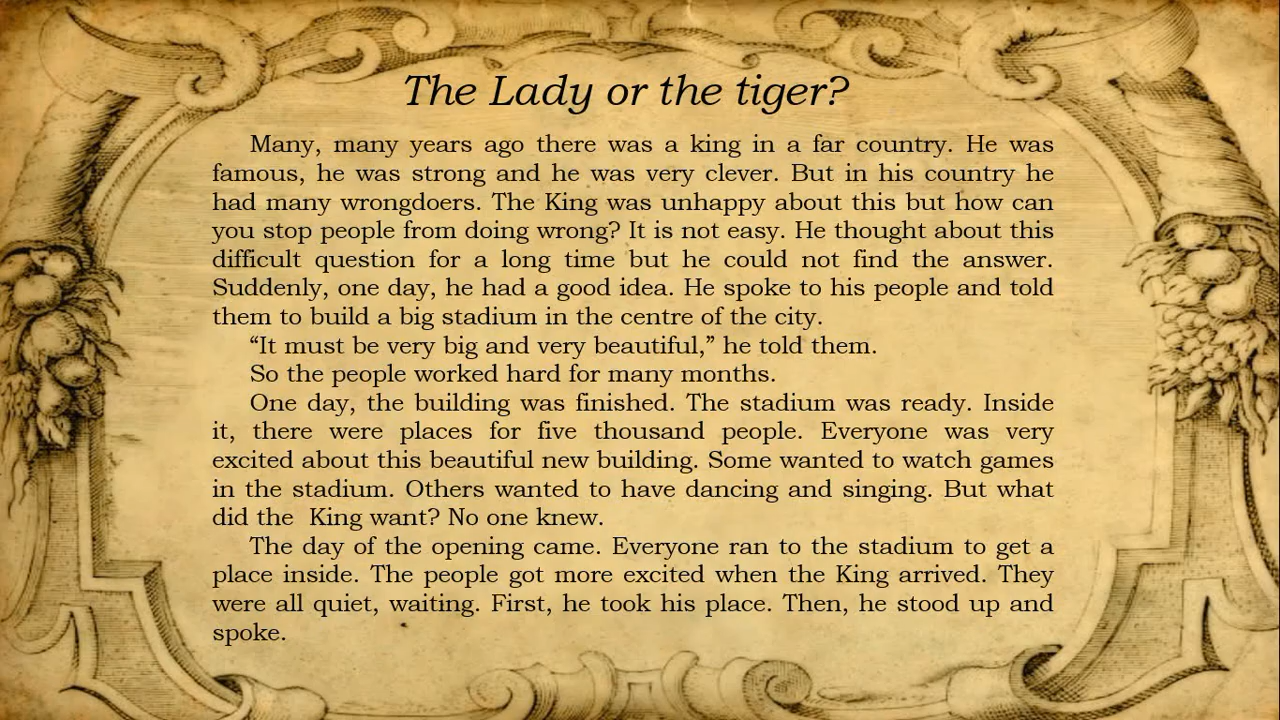 The Lady or the tiger?
Many, many years ago there was a king in a far country. He was
famous, he was strong and he was very clever. But in his country he
had many wrongdoers. The King was unhappy about this but how can
you stop people from doing wrong? It is not easy. He thought about this
difficult question for a long time but he could not find the answer.
Suddenly, one day, he had a good idea. He spoke to his people and told
them to build a big stadium in the centre of the city.
“It must be very big and very beautiful,” he told them.
So the people worked hard for many months.
One day, the building was finished. The stadium was ready. Inside
it, there were places for five thousand people. Everyone was very
excited about this beautiful new building. Some wanted to watch games
in the stadium. Others wanted to have dancing and singing. But what
did the  King want? No one knew.
The day of the opening came. Everyone ran to the stadium to get a
place inside. The people got more excited when the King arrived. They
were all quiet, waiting. First, he took his place. Then, he stood up and
spoke.